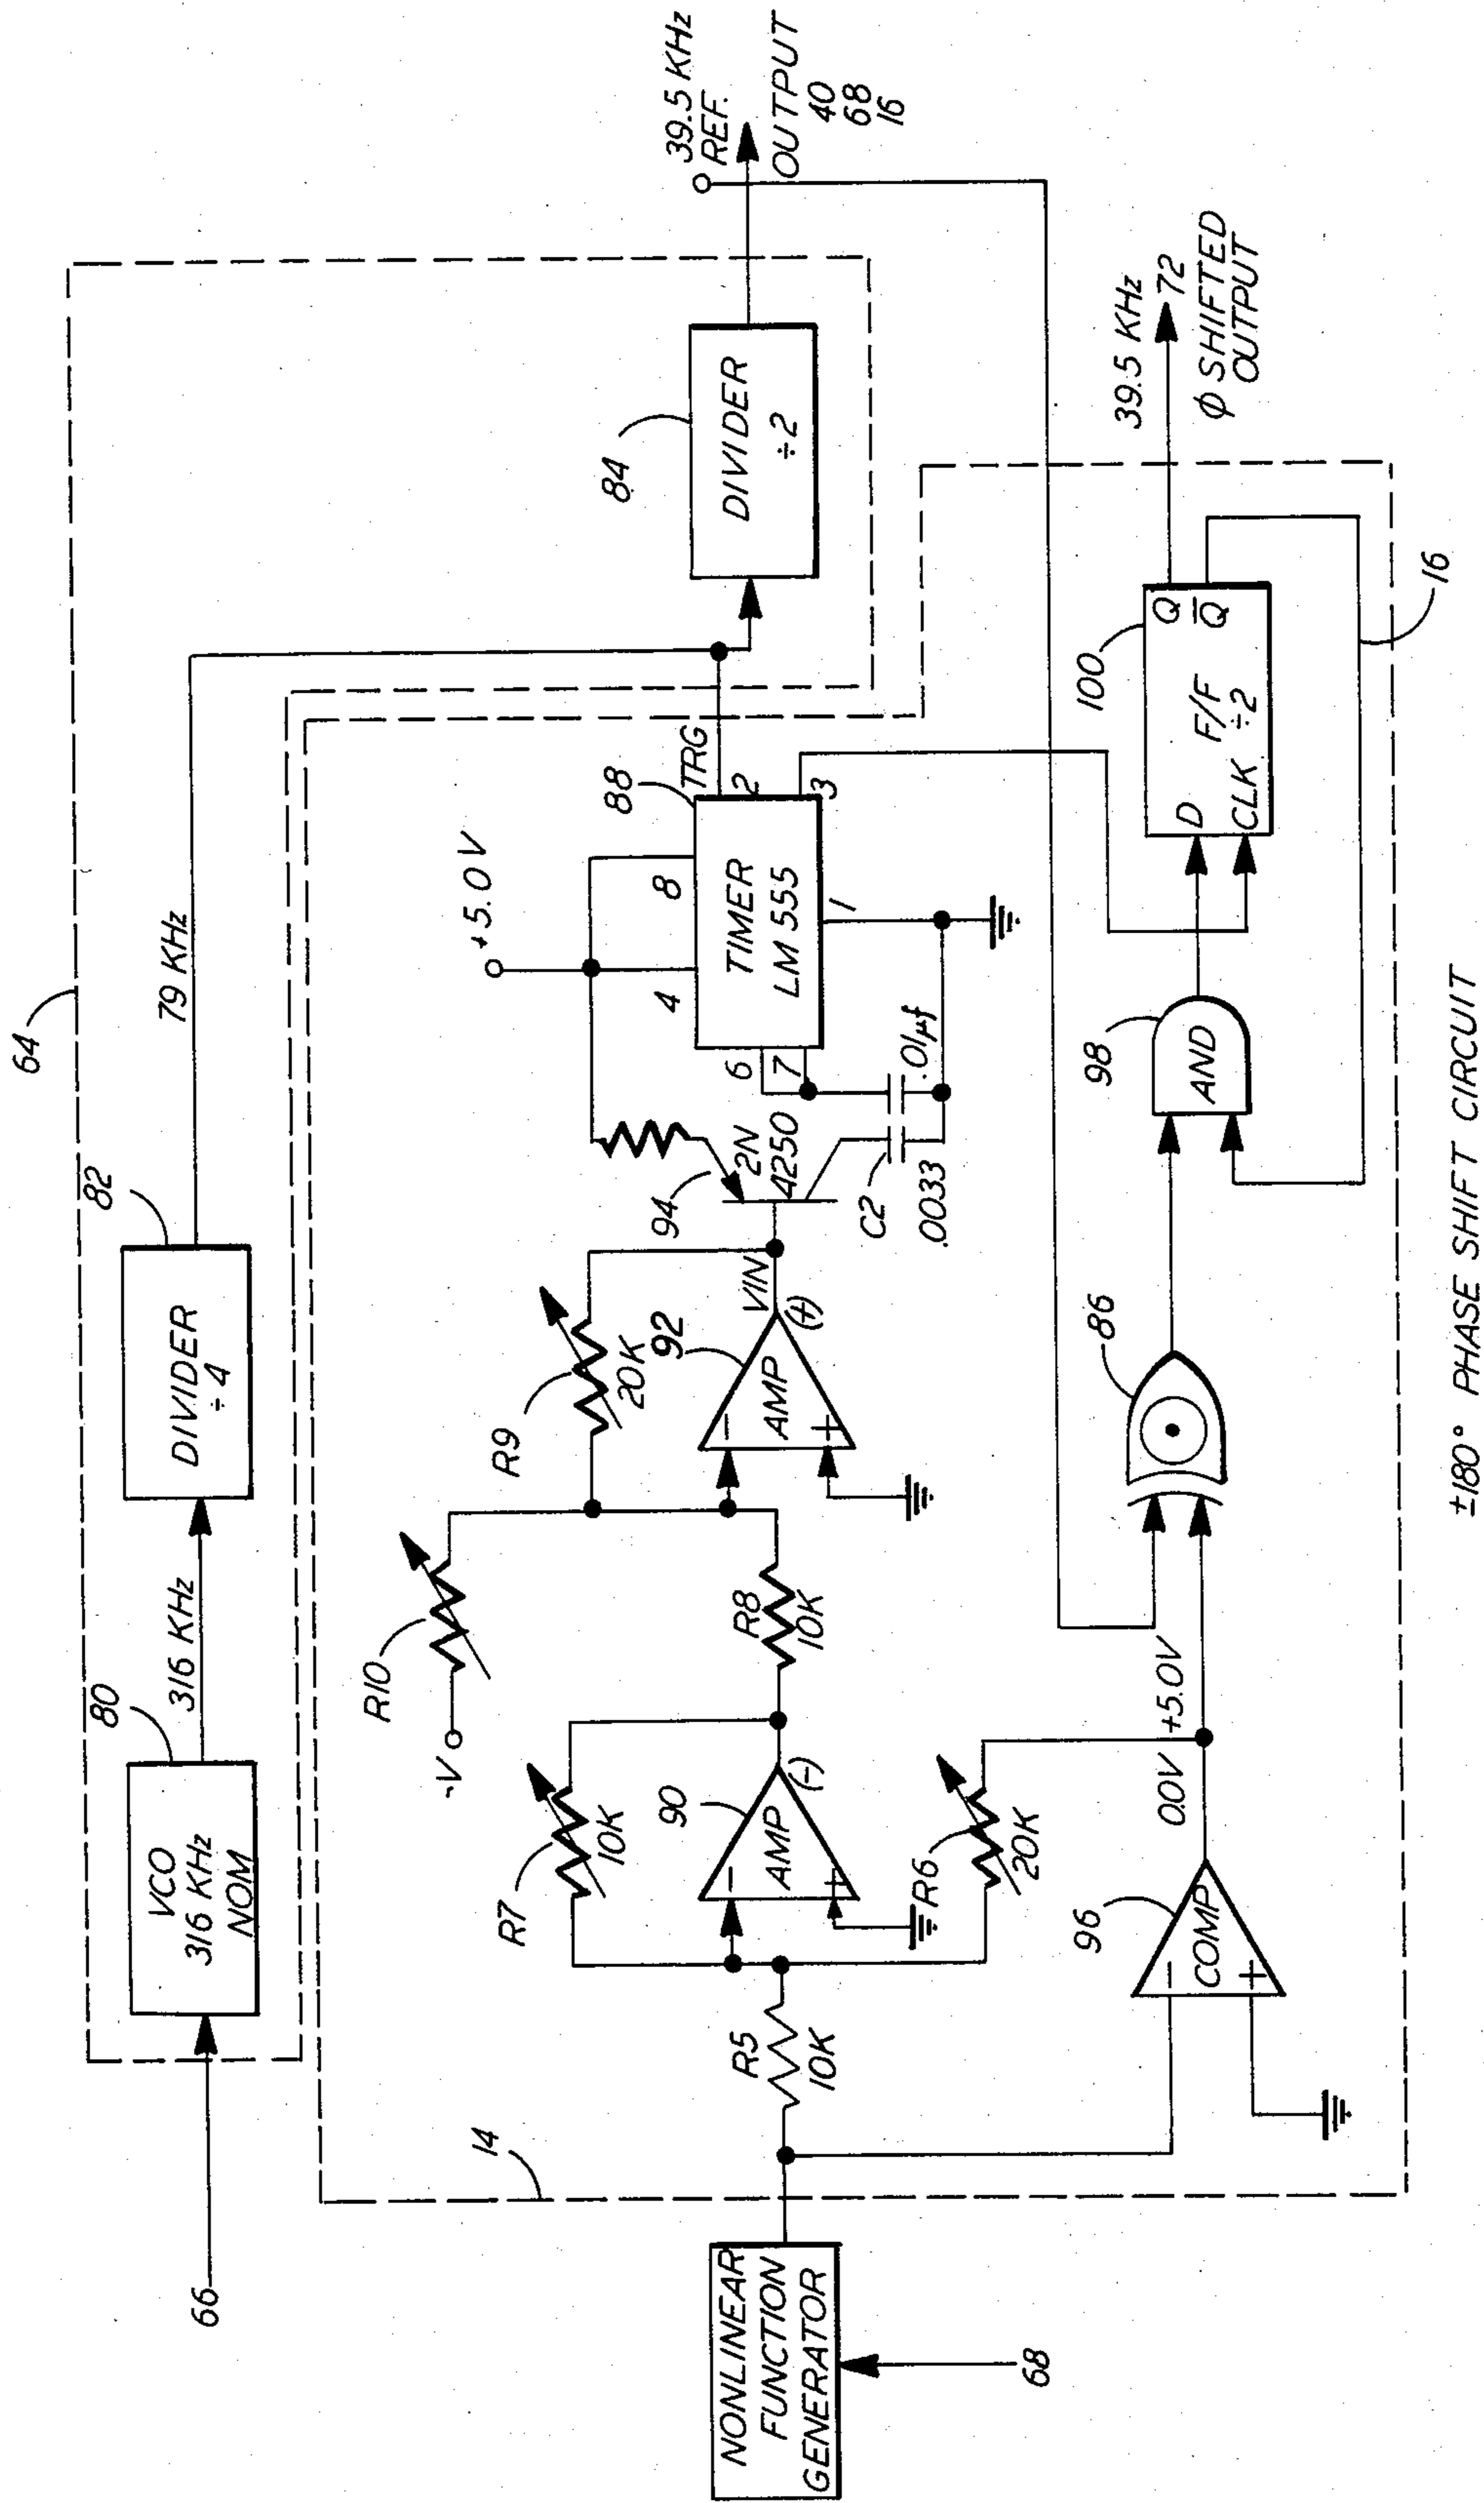 64
66
80
VCO
316 KHz
NOM
316 KHz
82
DIVIDER
÷ 4
79 KHz
84
DIVIDER
÷ 2
39.5 KHz
REF.
OUTPUT
40
68
16
14
NONLINEAR
FUNCTION
GENERATOR
68
R5
10K
R7
10K
90
AMP
−
+
(-)
R6
20K
R10
-V
R8
10K
R9
20K
92
AMP
−
+
(+)
VIN
94
2N
4250
C2
.0033
.01µf
+5.0V
88
TIMER
LM 555
4
8
6
7
1
TRG
2
3
96
COMP
−
+
0.0V
+5.0V
86
98
AND
100
D
F/F
÷2
CLK
Q
Q̅
16
39.5 KHz
72
Ø SHIFTED
OUTPUT
±180° PHASE SHIFT CIRCUIT